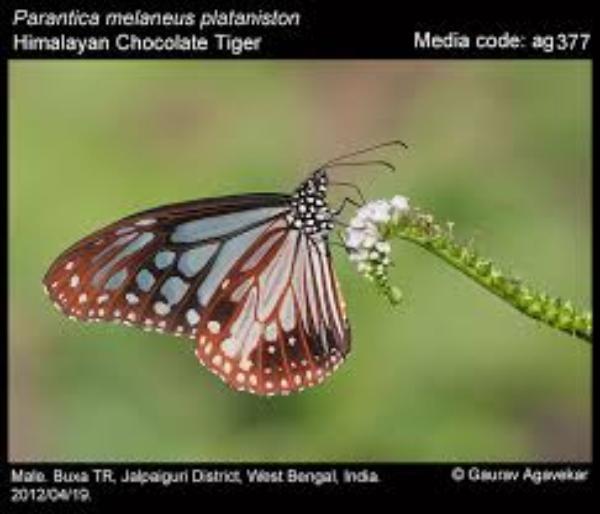 Parantica melaneus plataniston
Himalayan Chocolate Tiger
Media code: ag377
Male. Buxa TR, Jalpaiguri District, West Bengal, India.
2012/04/19.
© Gaurav Agavekar